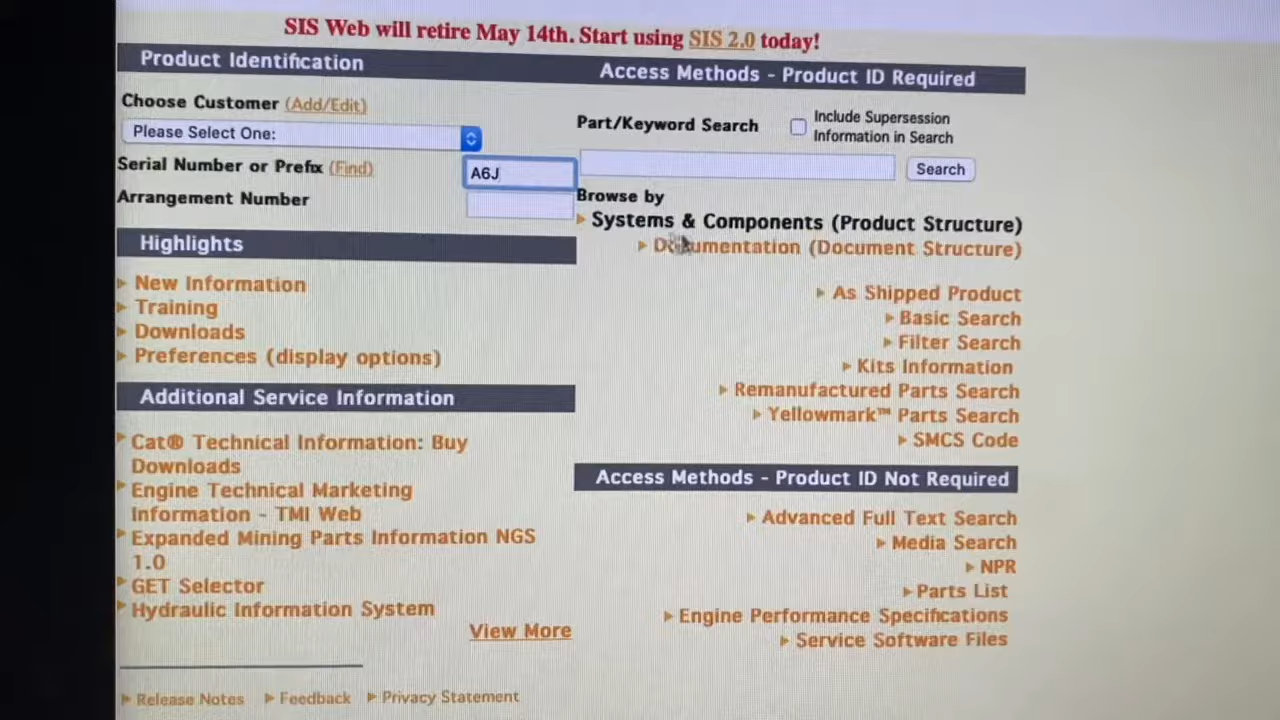 SIS Web will retire May 14th. Start using SIS 2.0 today!
Product Identification
Choose Customer (Add/Edit)
Please Select One:
Serial Number or Prefix (Find)
A6J
Arrangement Number
Highlights
New Information
Training
Downloads
Preferences (display options)
Additional Service Information
Cat® Technical Information: Buy
Downloads
Engine Technical Marketing
Information - TMI Web
Expanded Mining Parts Information NGS
1.0
GET Selector
Hydraulic Information System
View More
Access Methods - Product ID Required
Part/Keyword Search
Include Supersession
Information in Search
Search
Browse by
Systems & Components (Product Structure)
Documentation (Document Structure)
As Shipped Product
Basic Search
Filter Search
Kits Information
Remanufactured Parts Search
Yellowmark™ Parts Search
SMCS Code
Access Methods - Product ID Not Required
Advanced Full Text Search
Media Search
NPR
Parts List
Engine Performance Specifications
Service Software Files
Release Notes Feedback Privacy Statement